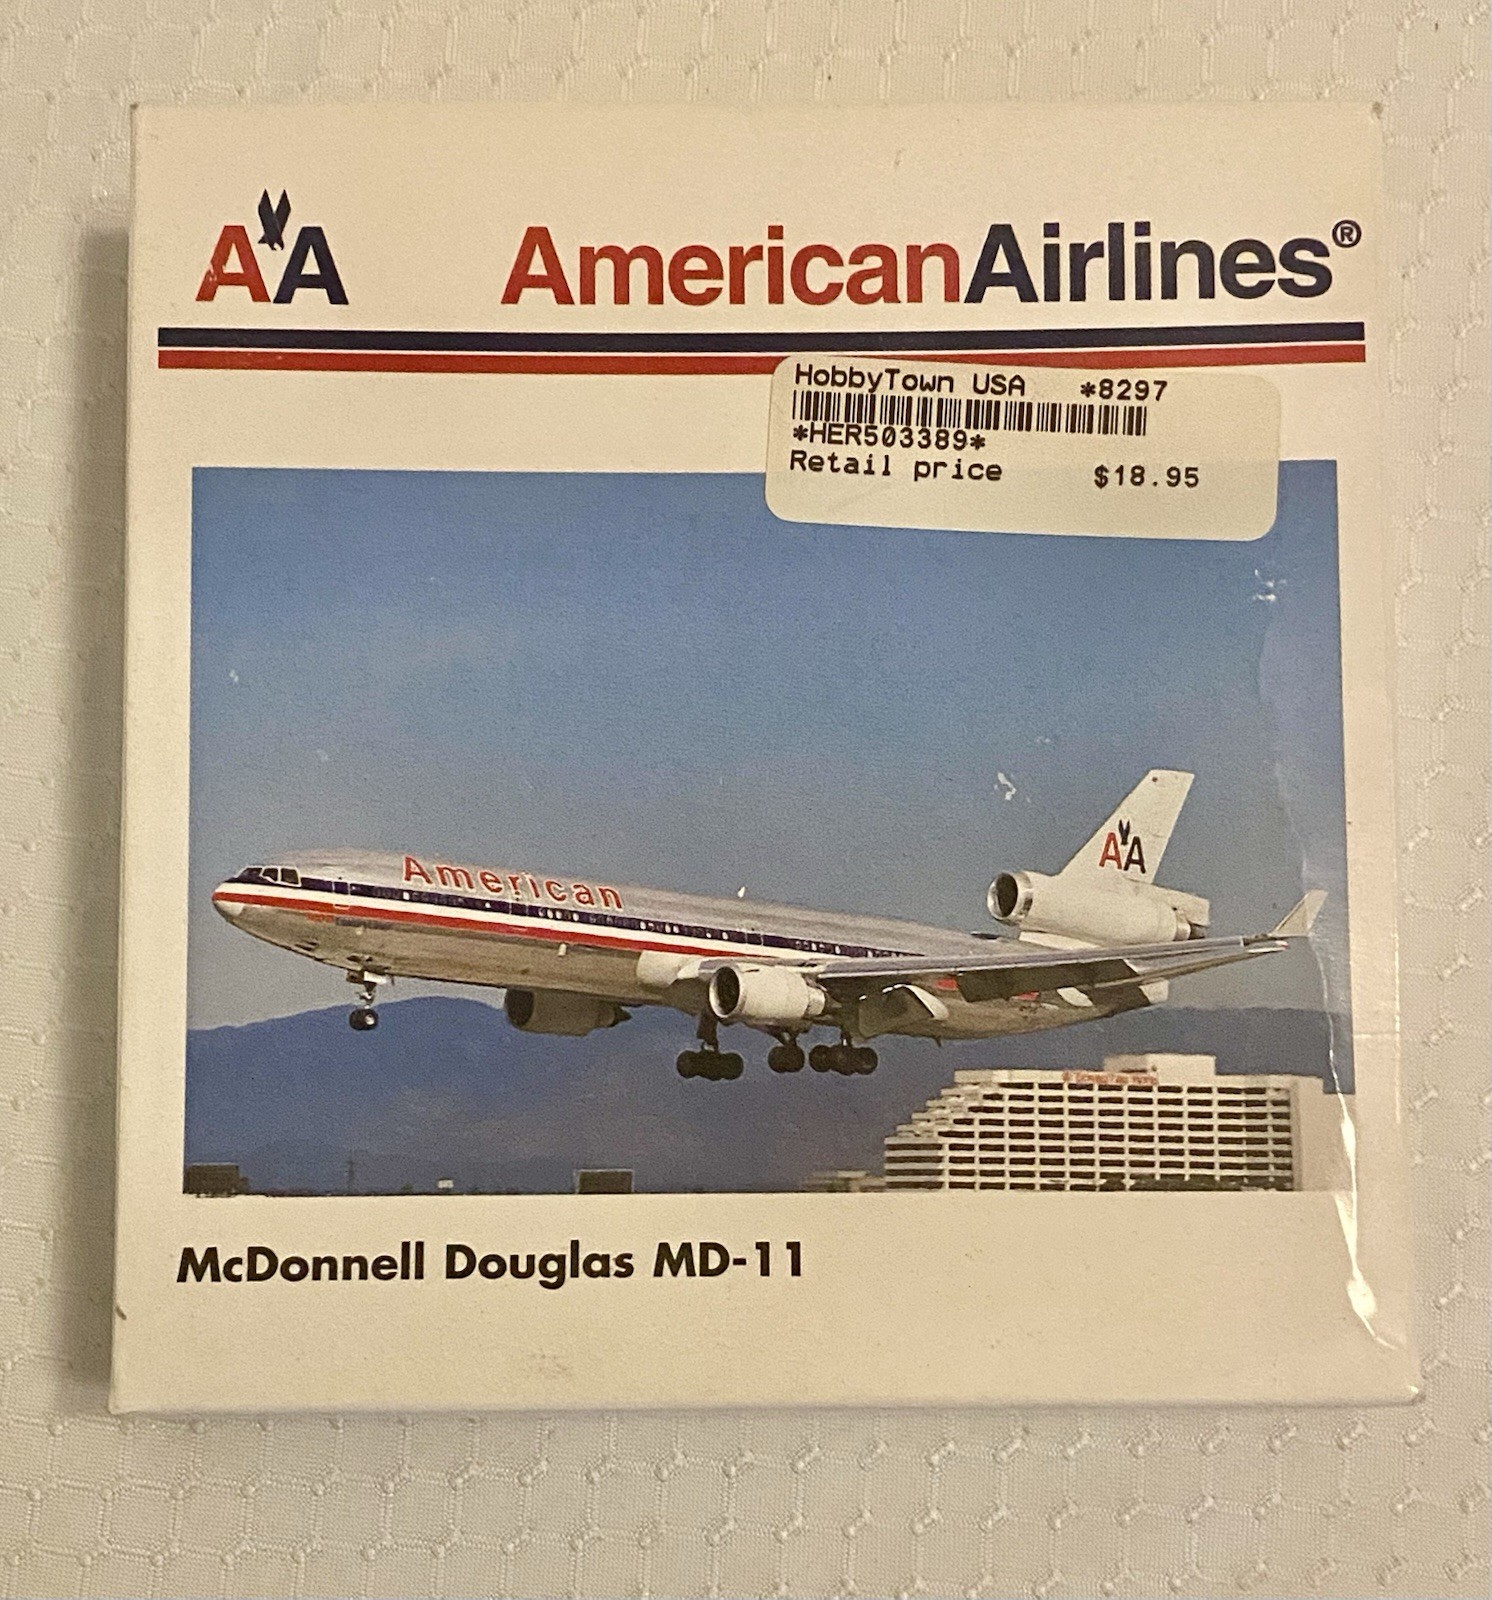 AA AmericanAirlines®
HobbyTown USA *8297
*HER503389*
Retail price $18.95
American
AA
McDonnell Douglas MD-11